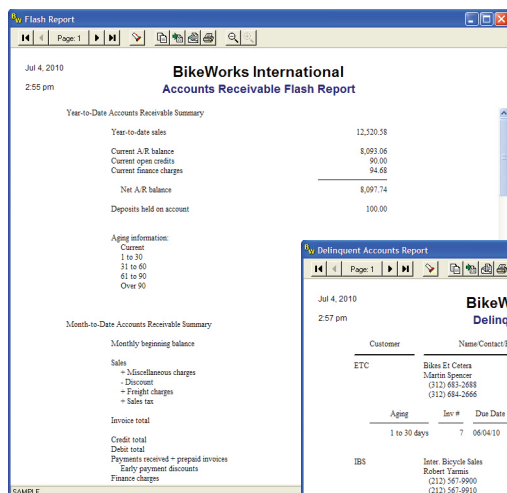 Flash Report
Page: 1
Jul 4, 2010
BikeWorks International
2:55 pm
Accounts Receivable Flash Report
Year-to-Date Accounts Receivable Summary
Year-to-date sales 12,520.58
Current A/R balance 8,093.06
Current open credits 90.00
Current finance charges 94.68
Net A/R balance 8,097.74
Deposits held on account 100.00
Aging information:
Current
1 to 30
31 to 60
61 to 90
Over 90
Month-to-Date Accounts Receivable Summary
Monthly beginning balance
Sales
+ Miscellaneous charges
- Discount
+ Freight charges
+ Sales tax
Invoice total
Credit total
Debit total
Payments received + prepaid invoices
Early payment discounts
Finance charges
SAMPLE
Delinquent Accounts Report
Page: 1
Jul 4, 2010
BikeW
2:57 pm
Delinq
Customer Name/Contact/
ETC Bikes Et Cetera
Martin Spencer
(312) 683-2688
(312) 684-2666
Aging Inv # Due Date
1 to 30 days 7 06/04/10
IBS Inter. Bicycle Sales
Robert Yarmis
(212) 567-9900
(212) 567-9910